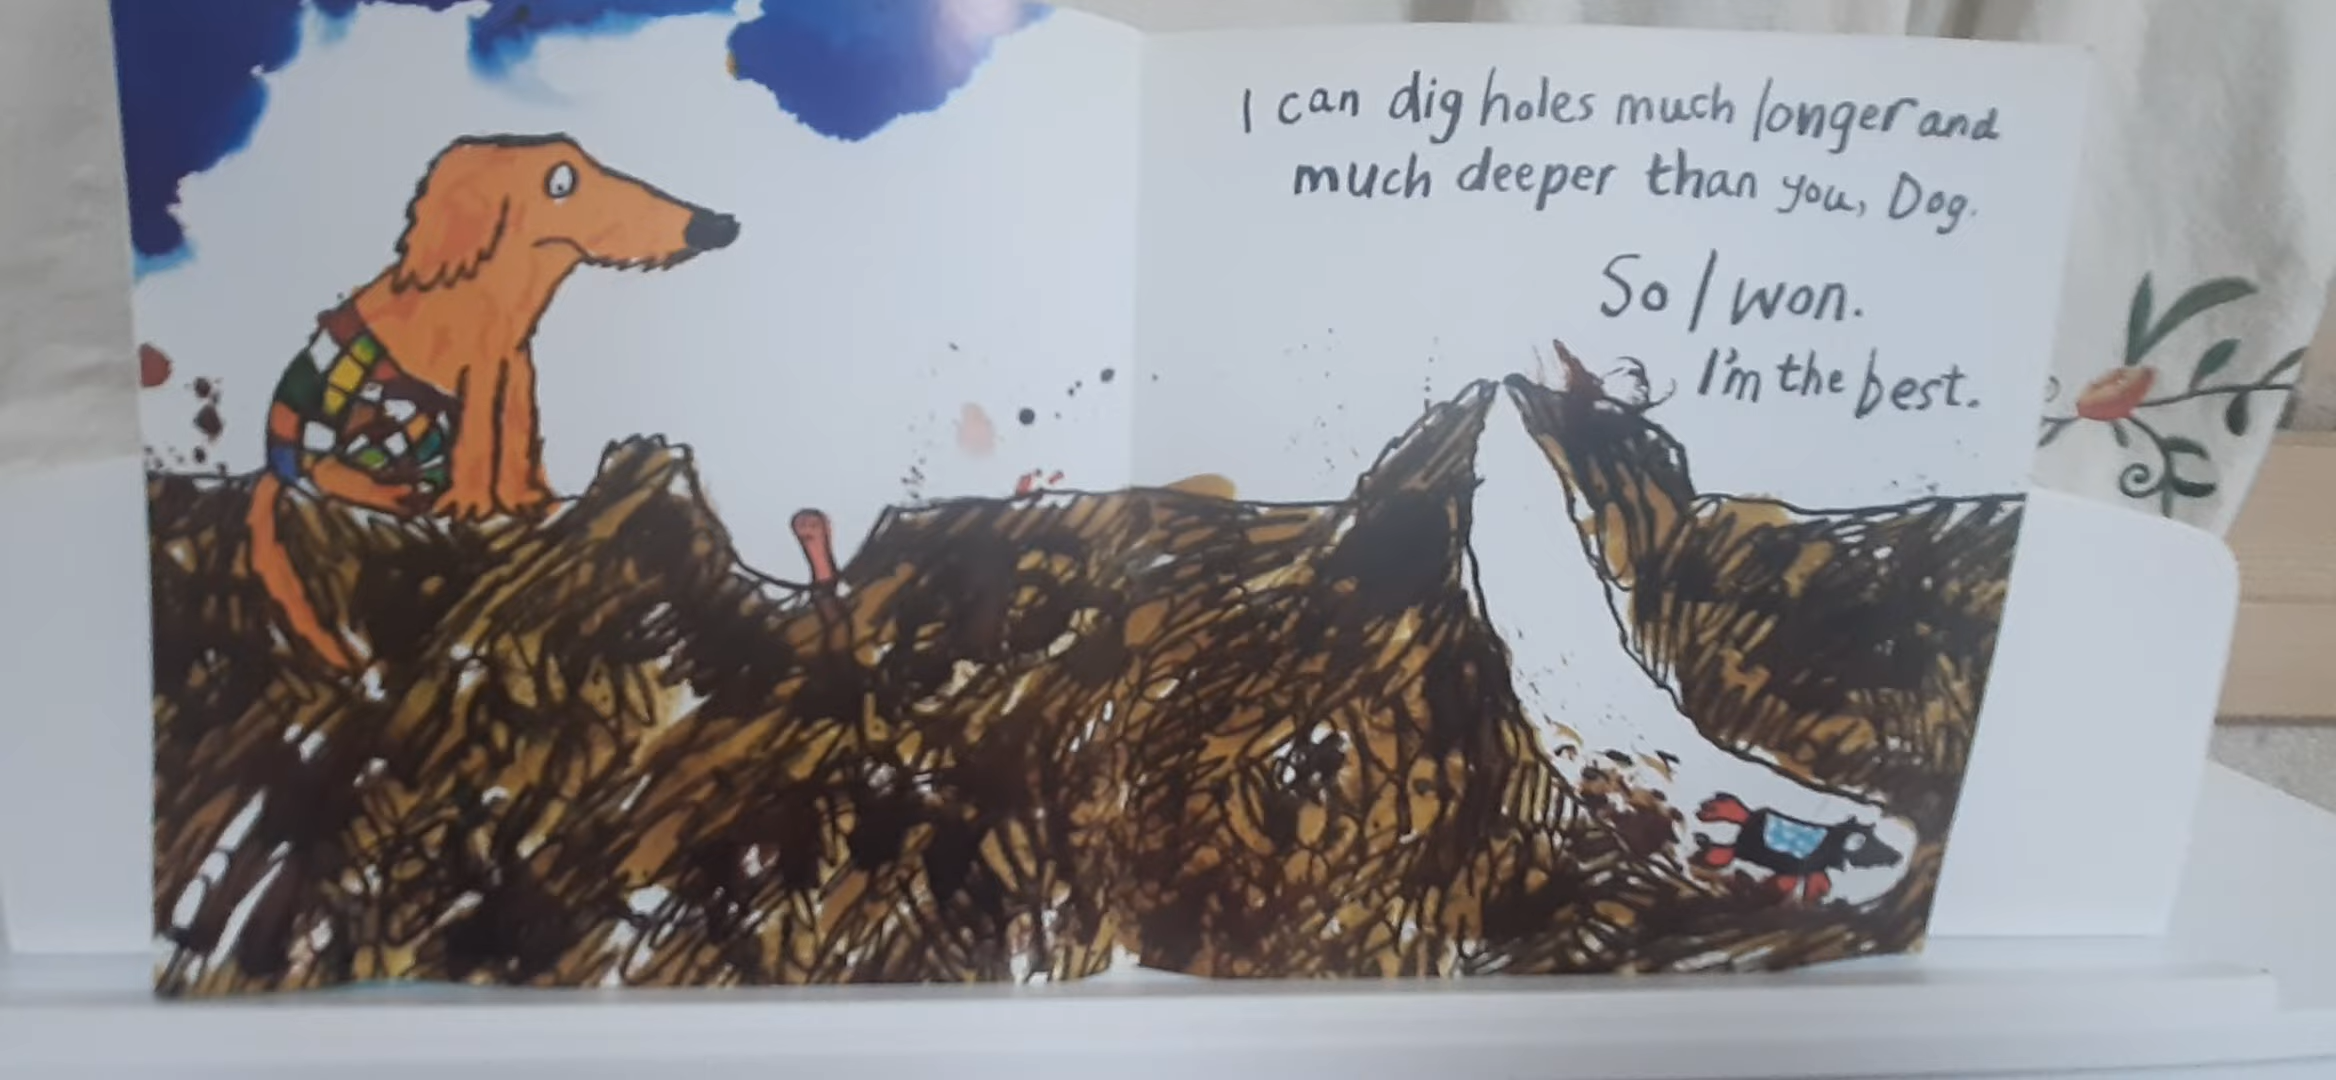 I can dig holes much longer and
much deeper than you, Dog.
So I won.
I'm the best.